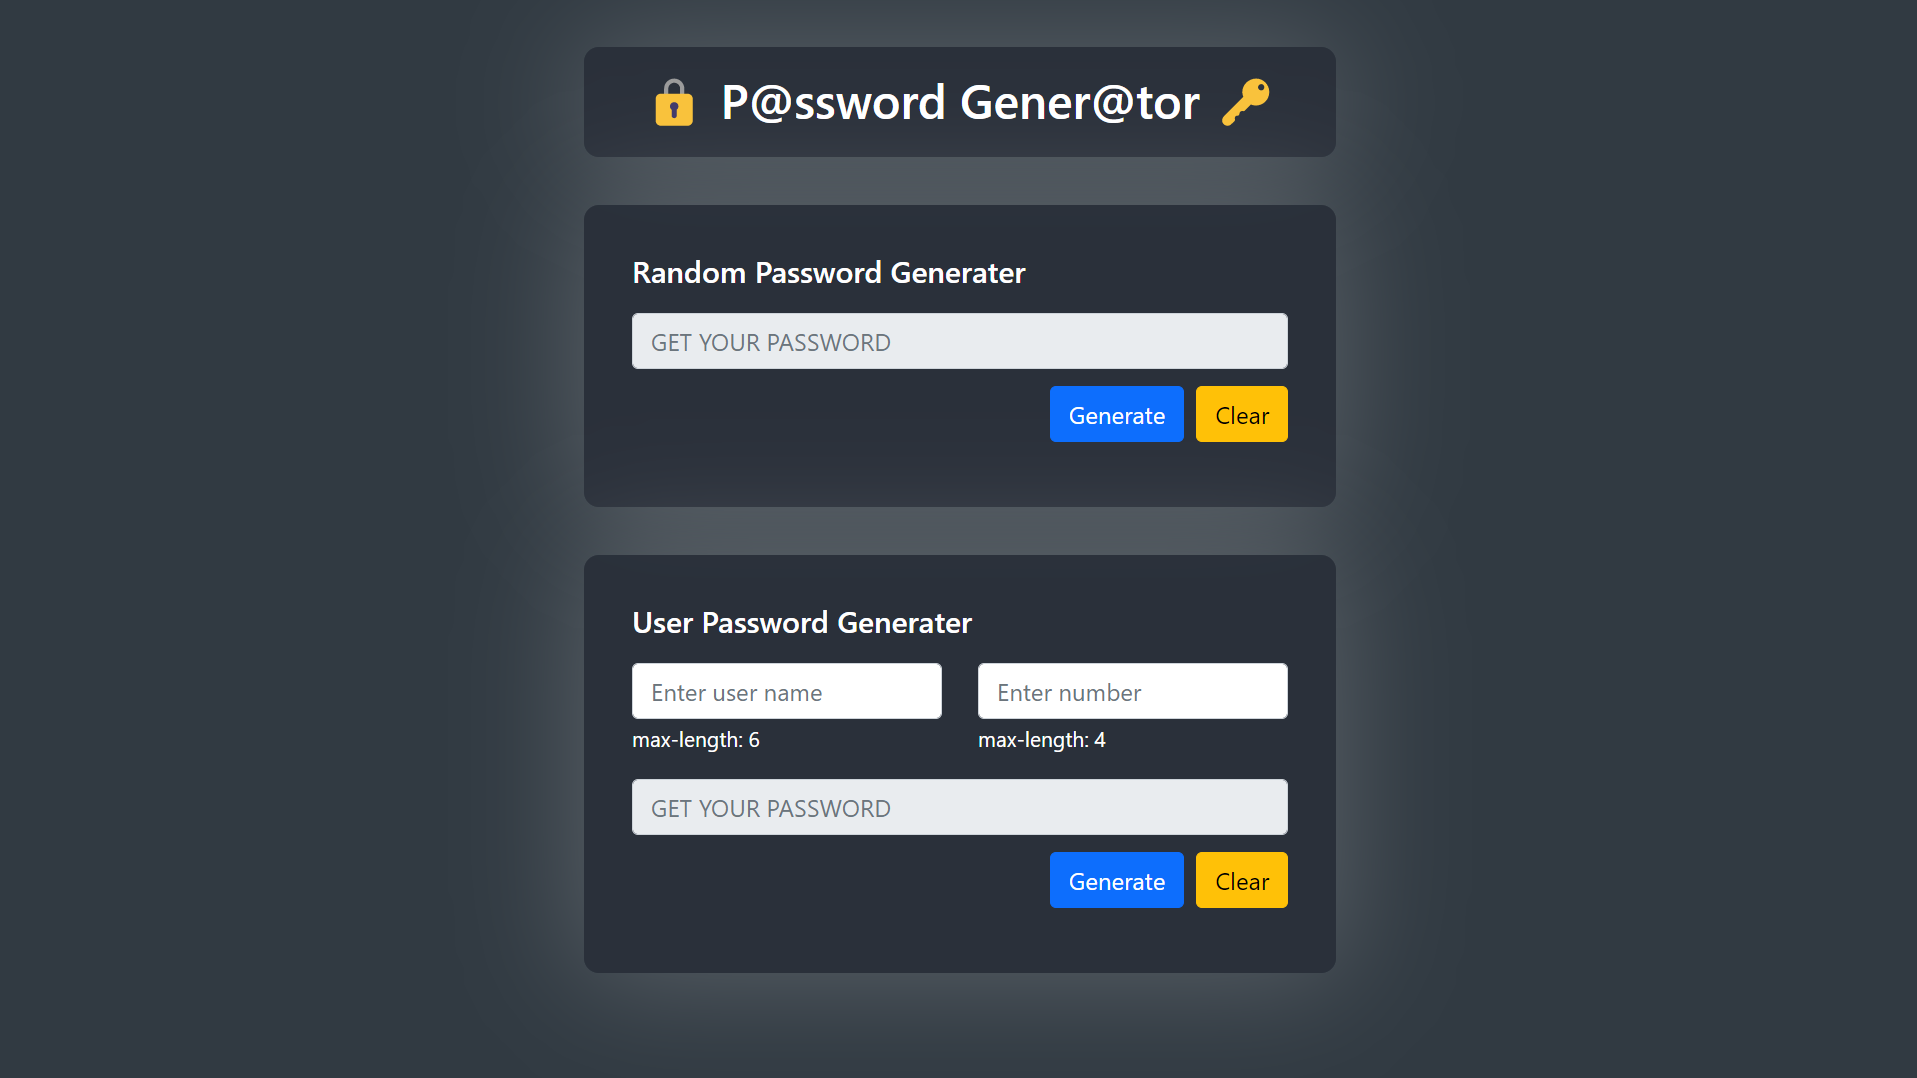 P@ssword Gener@tor
Random Password Generater
GET YOUR PASSWORD
Generate Clear
User Password Generater
Enter user name Enter number
max-length: 6 max-length: 4
GET YOUR PASSWORD
Generate Clear